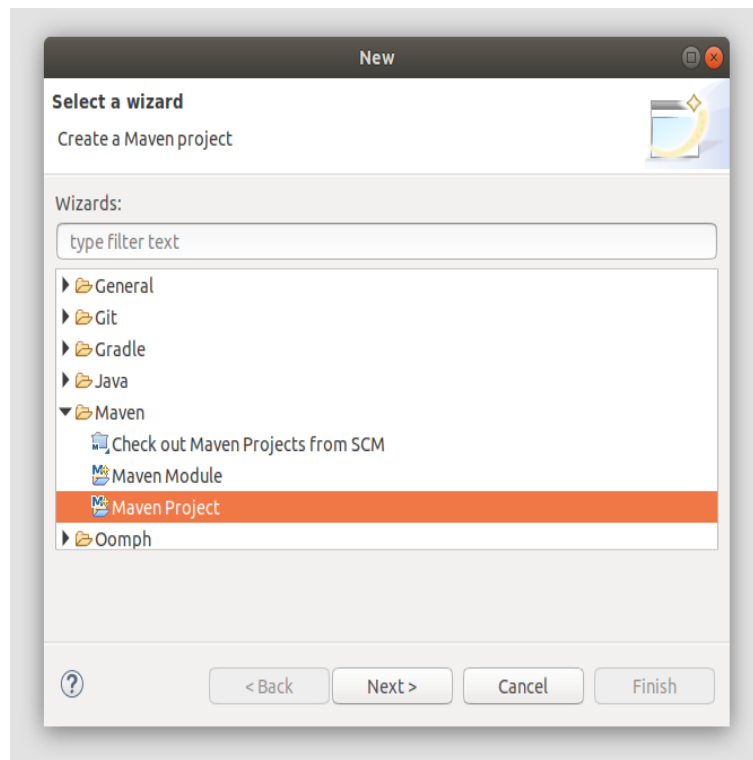 New
Select a wizard
Create a Maven project
Wizards:
type filter text
General
Git
Gradle
Java
Maven
Check out Maven Projects from SCM
Maven Module
Maven Project
Oomph
? < Back Next > Cancel Finish